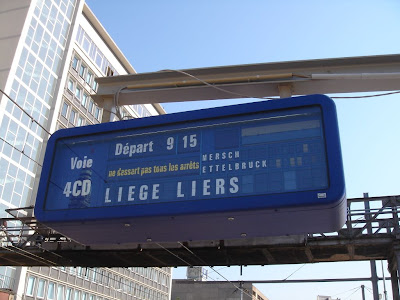 Voie
4CD
Départ 9 15
ne dessert pas tous les arrêts
MERSCH
ETTELBRUCK
LIEGE LIERS